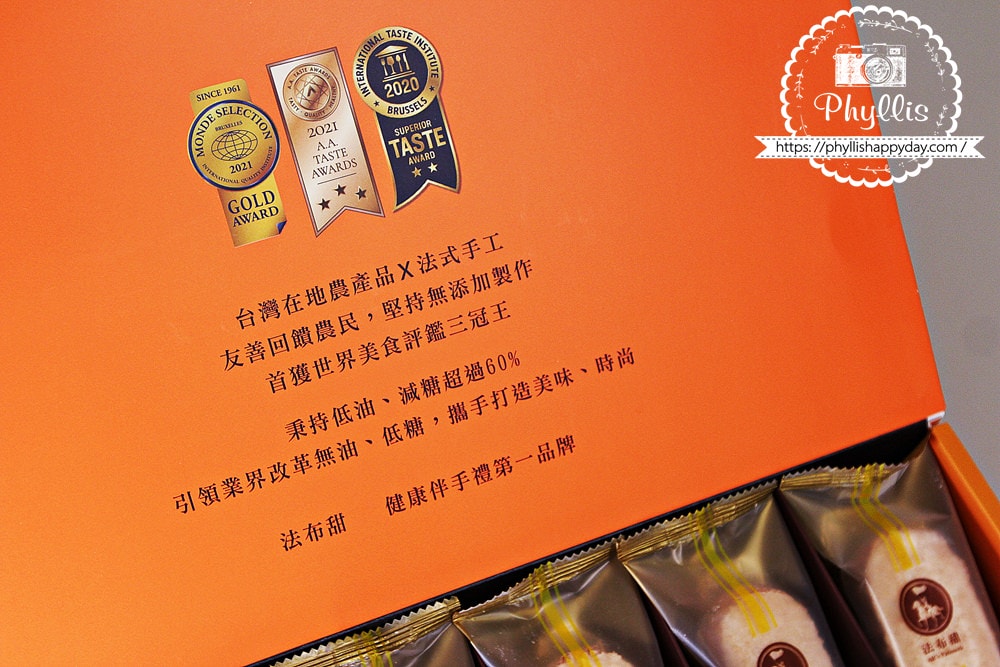 Phyllis
https://phyllishappyday.com /
SINCE 1961
MONDE SELECTION
BRUXELLES
2021
INTERNATIONAL QUALITY INSTITUTE
GOLD
AWARD
A.A. TASTE AWARDS
2021
A.A.
TASTE
AWARDS
INTERNATIONAL TASTE INSTITUTE
2020
BRUSSELS
SUPERIOR
TASTE
AWARD
台灣在地農產品X法式手工
友善回饋農民，堅持無添加製作
首獲世界美食評鑑三冠王
秉持低油、減糖超過60%
引領業界改革無油、低糖，攜手打造美味、時尚
健康伴手禮第一品牌
法布甜
法布甜
法布甜